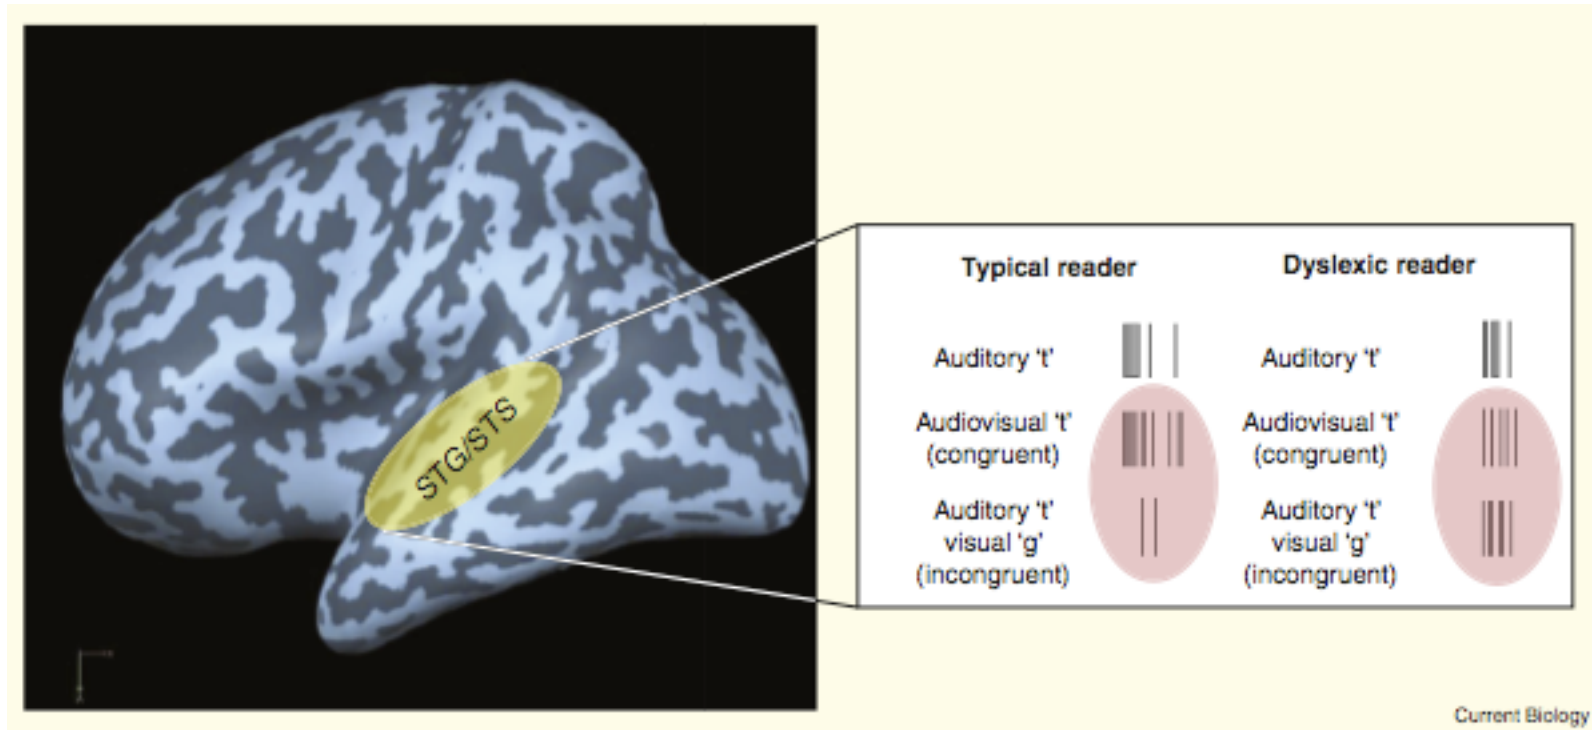 STG/STS
Typical reader
Dyslexic reader
Auditory ‘t’
Auditory ‘t’
Audiovisual ‘t’
(congruent)
Audiovisual ‘t’
(congruent)
Auditory ‘t’
visual ‘g’
(incongruent)
Auditory ‘t’
visual ‘g’
(incongruent)
Current Biology